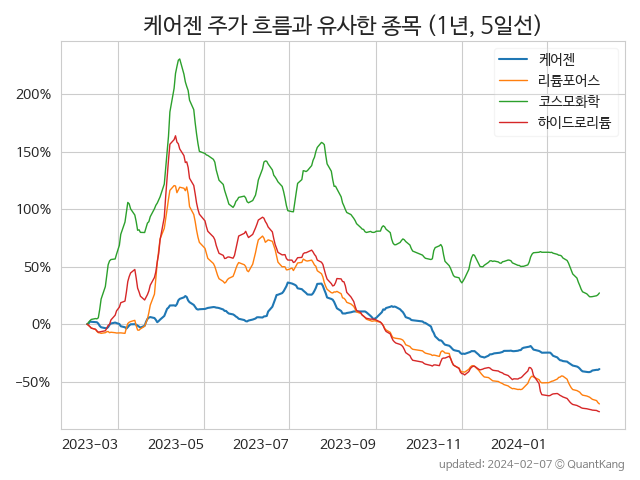 케어젠 주가 흐름과 유사한 종목 (1년, 5일선)
케어젠
리튬포어스
코스모화학
하이드로리튬
200%
150%
100%
50%
0%
−50%
2023-03 2023-05 2023-07 2023-09 2023-11 2024-01
updated: 2024-02-07 © QuantKang